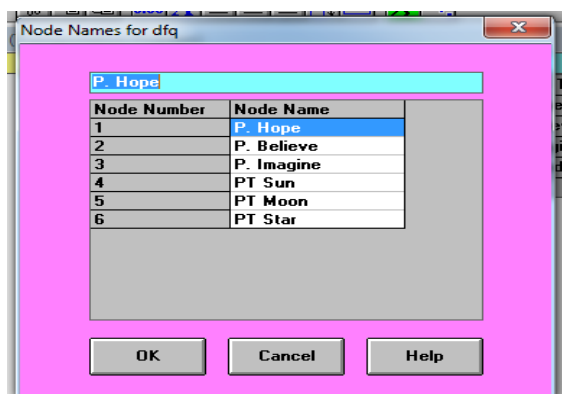 Node Names for dfq
P. Hope
Node Number Node Name
1 P. Hope
2 P. Believe
3 P. Imagine
4 PT Sun
5 PT Moon
6 PT Star
OK Cancel Help